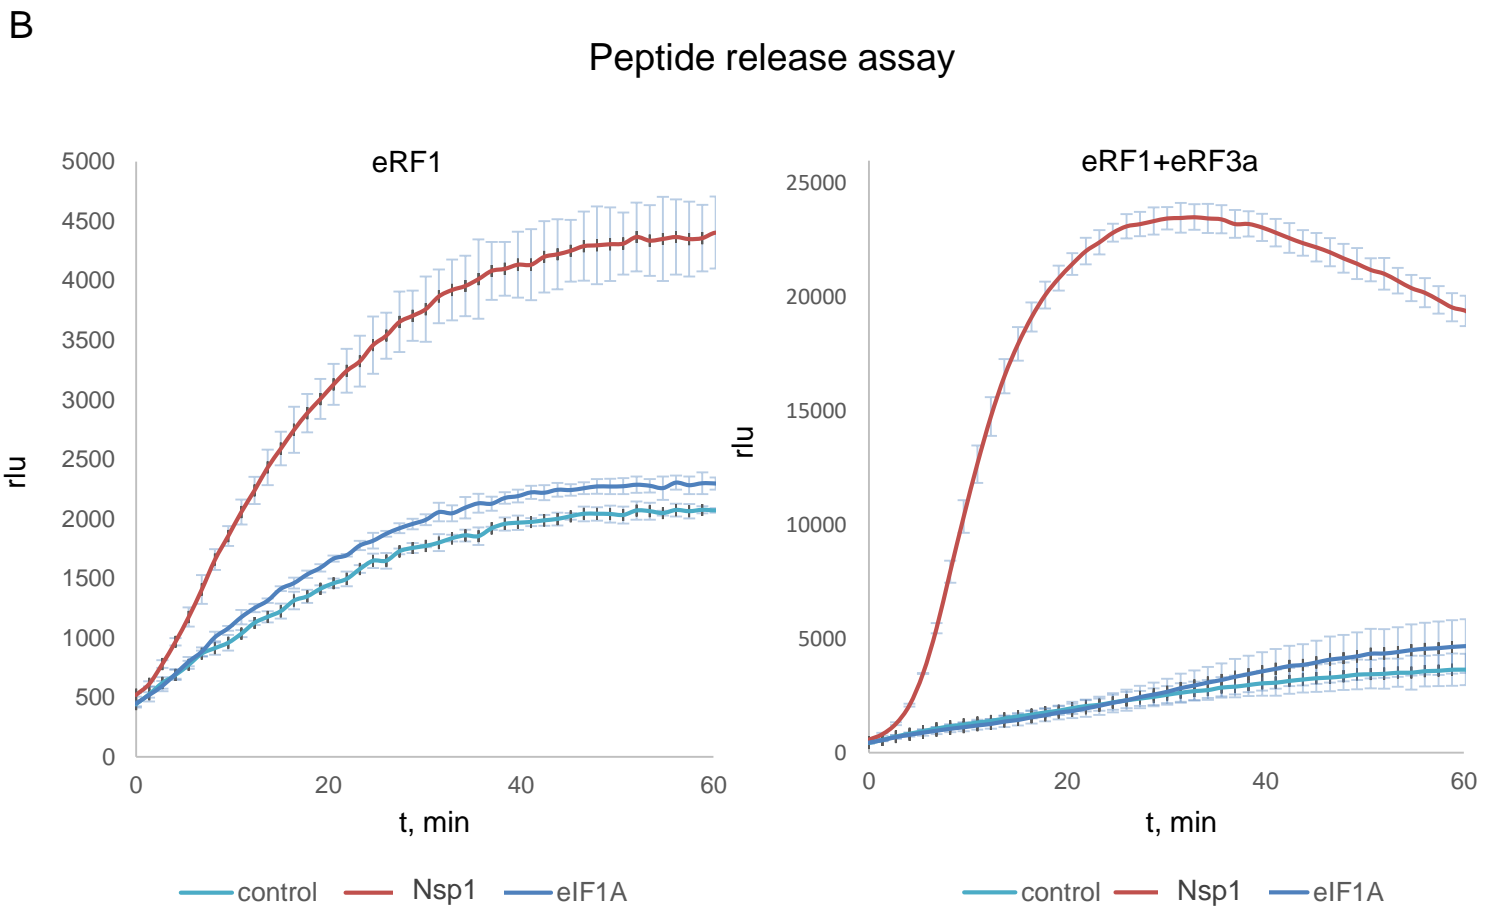 B
Peptide release assay
eRF1
5000
4500
4000
3500
3000
2500
2000
1500
1000
500
0
rlu
0 20 40 60
t, min
control Nsp1 eIF1A
eRF1+eRF3a
25000
20000
15000
10000
5000
0
rlu
0 20 40 60
t, min
control Nsp1 eIF1A